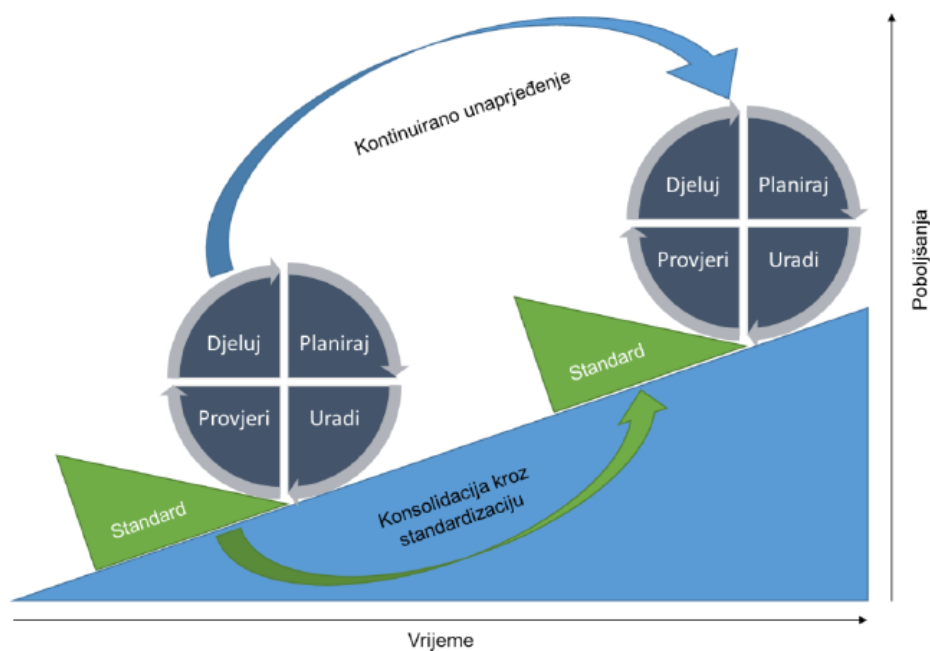 Kontinuirano unaprjeđenje
Djeluj
Planiraj
Provjeri
Uradi
Poboljšanja
Djeluj
Planiraj
Provjeri
Uradi
Standard
Standard
Konsolidacija kroz
standardizaciju
Vrijeme